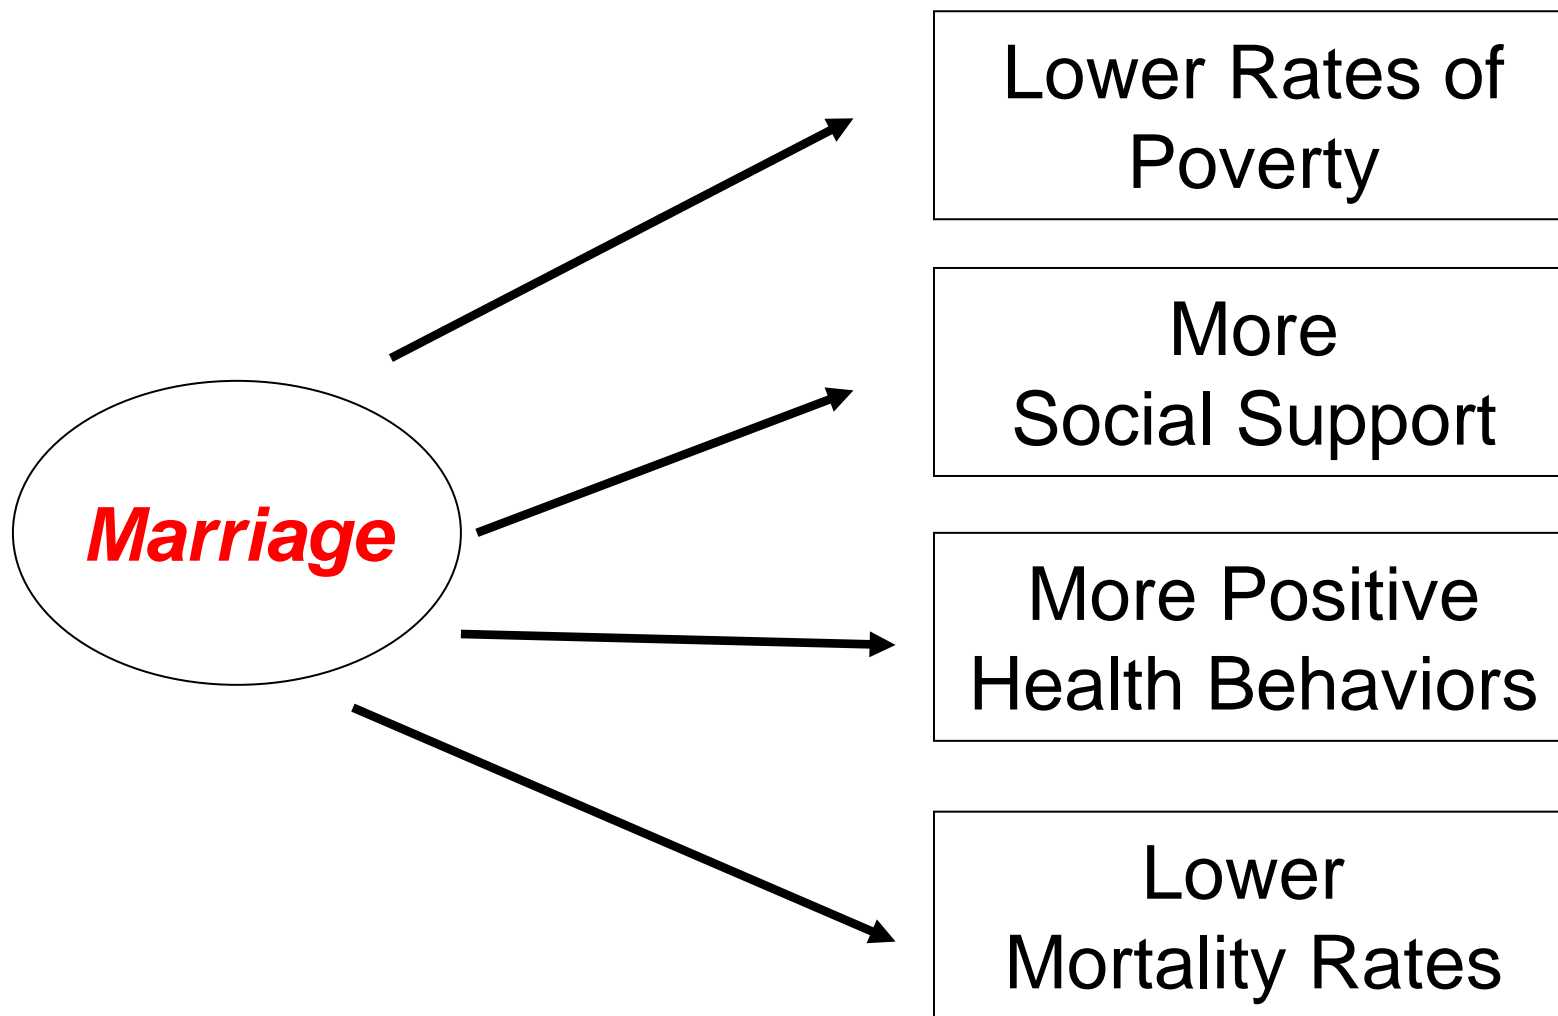 Lower Rates of
Poverty
More
Social Support
Marriage
More Positive
Health Behaviors
Lower
Mortality Rates